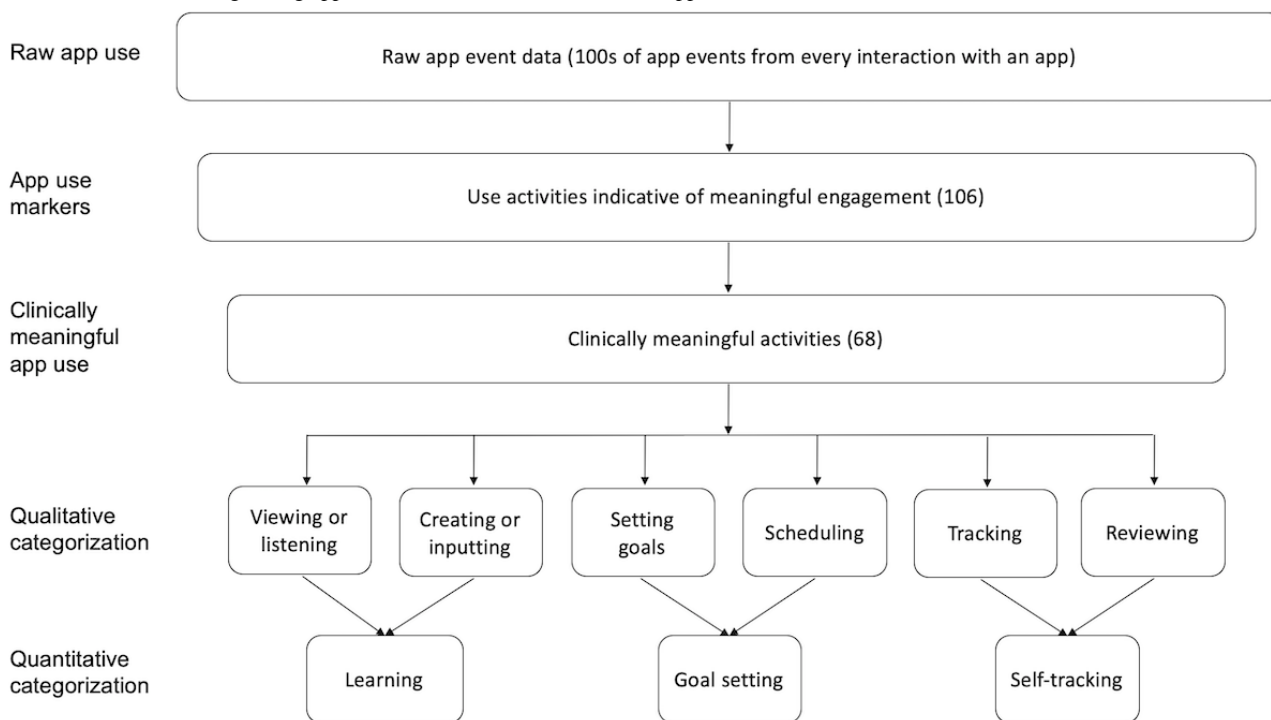 Raw app use
Raw app event data (100s of app events from every interaction with an app)
App use
markers
Use activities indicative of meaningful engagement (106)
Clinically
meaningful
app use
Clinically meaningful activities (68)
Qualitative
categorization
Viewing or
listening
Creating or
inputting
Setting
goals
Scheduling
Tracking
Reviewing
Quantitative
categorization
Learning
Goal setting
Self-tracking